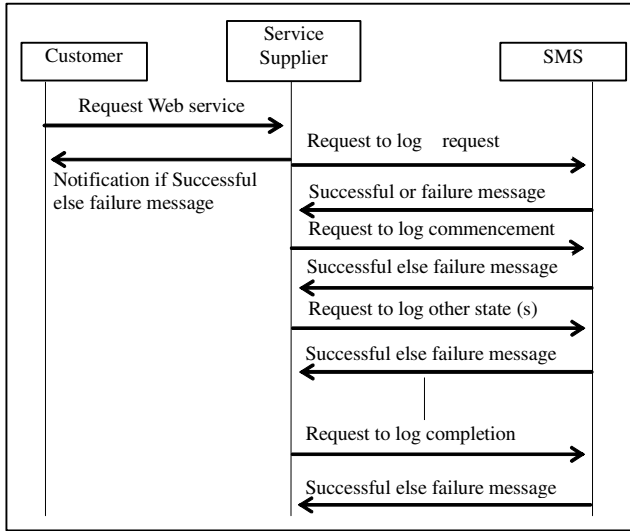 Customer
Service
Supplier
SMS
Request Web service
Request to log request
Notification if Successful
else failure message
Successful or failure message
Request to log commencement
Successful else failure message
Request to log other state (s)
Successful else failure message
Request to log completion
Successful else failure message